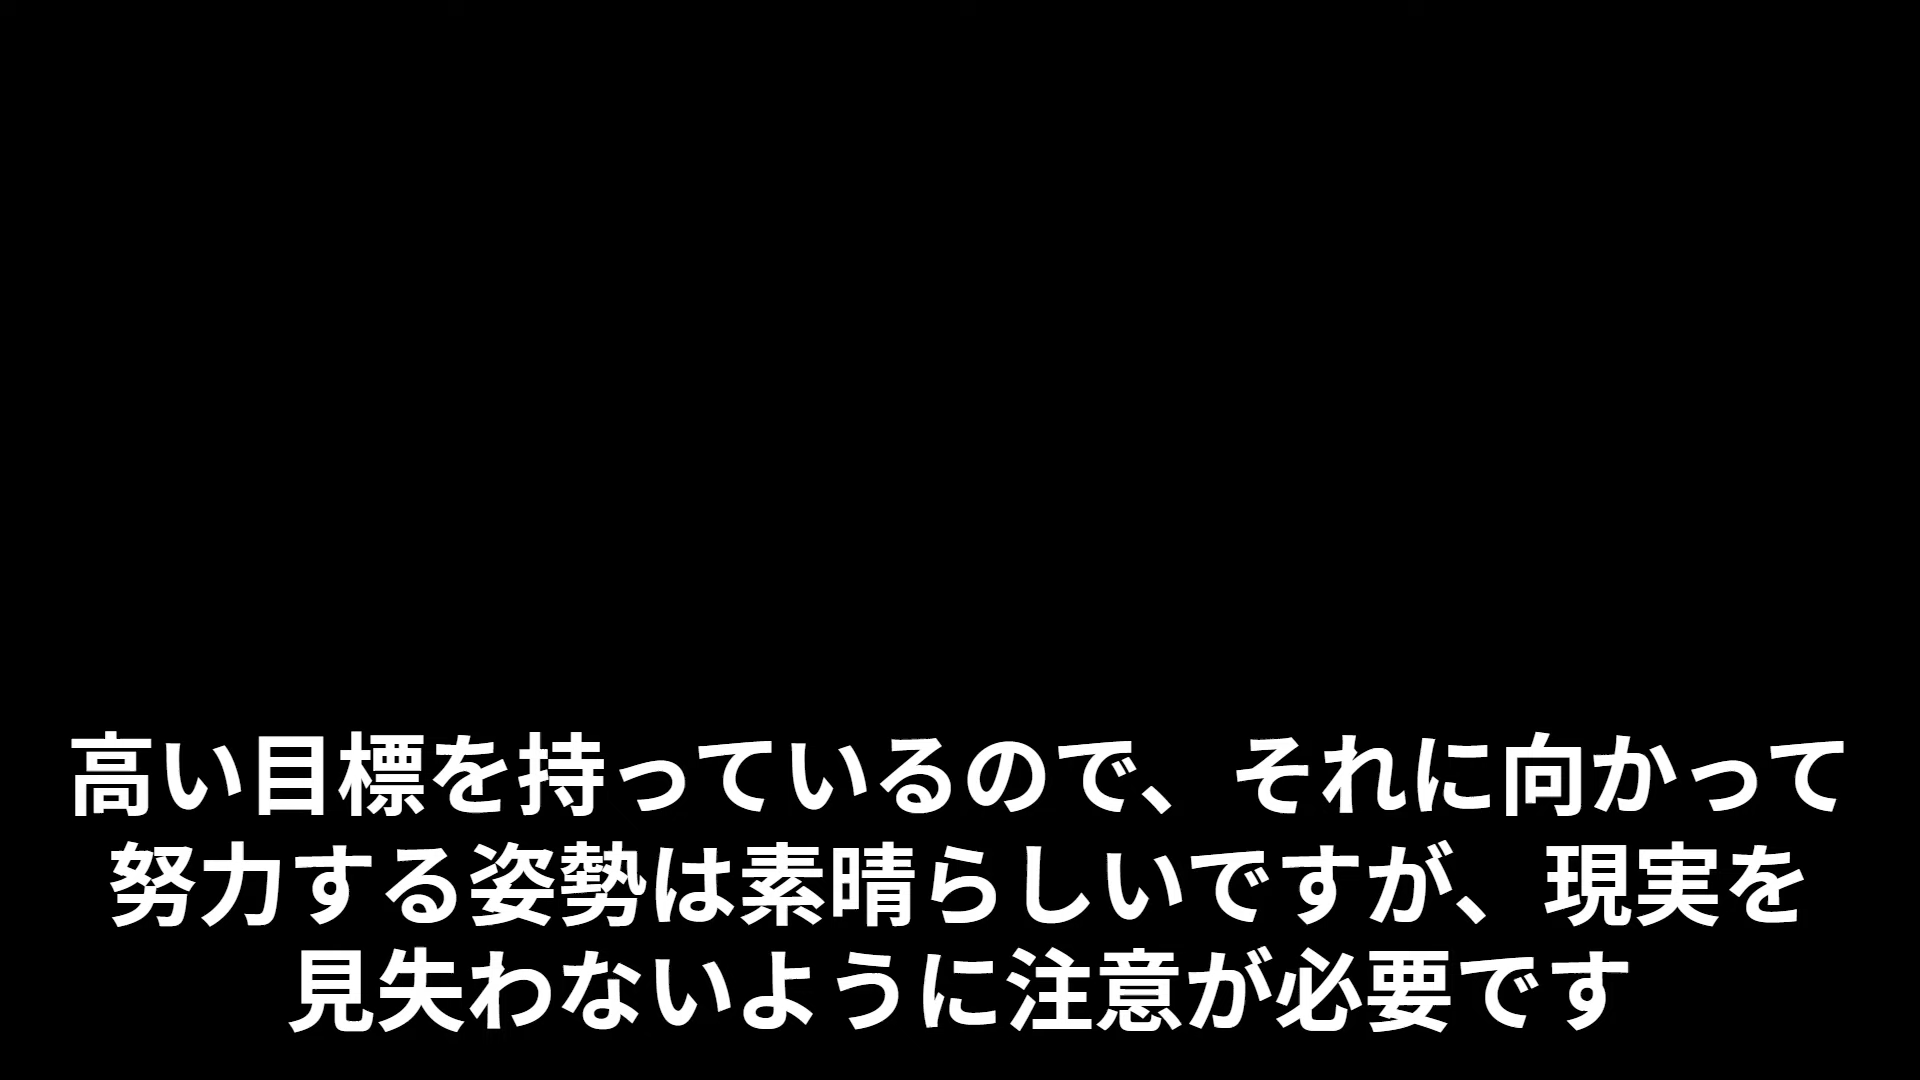 高い目標を持っているので、それに向かって
努力する姿勢は素晴らしいですが、現実を
見失わないように注意が必要です